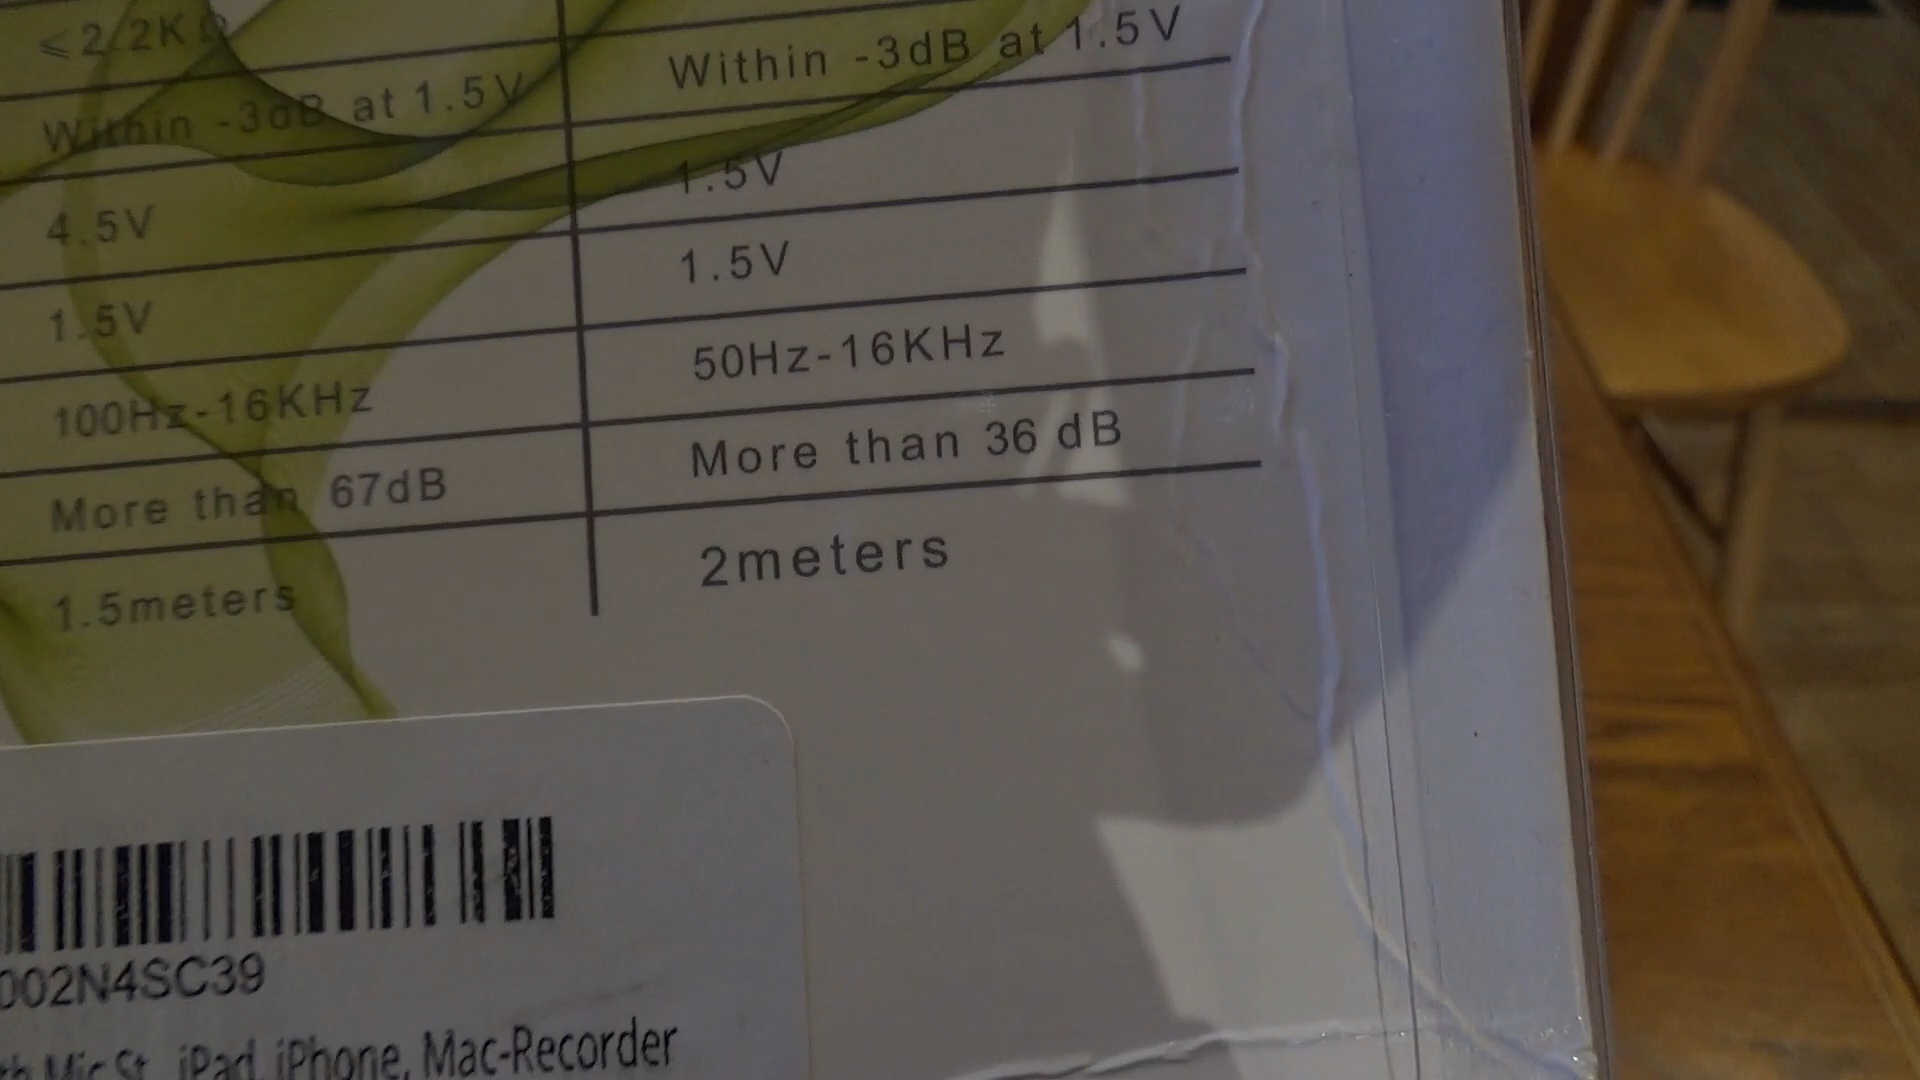 ≤2.2KΩ
Within -3dB at 1.5V
Within -3dB at 1.5V
4.5V
1.5V
1.5V
1.5V
100Hz-16KHz
50Hz-16KHz
More than 67dB
More than 36 dB
1.5meters
2meters
002N4SC39
Mic St. iPad, iPhone, Mac-Recorder